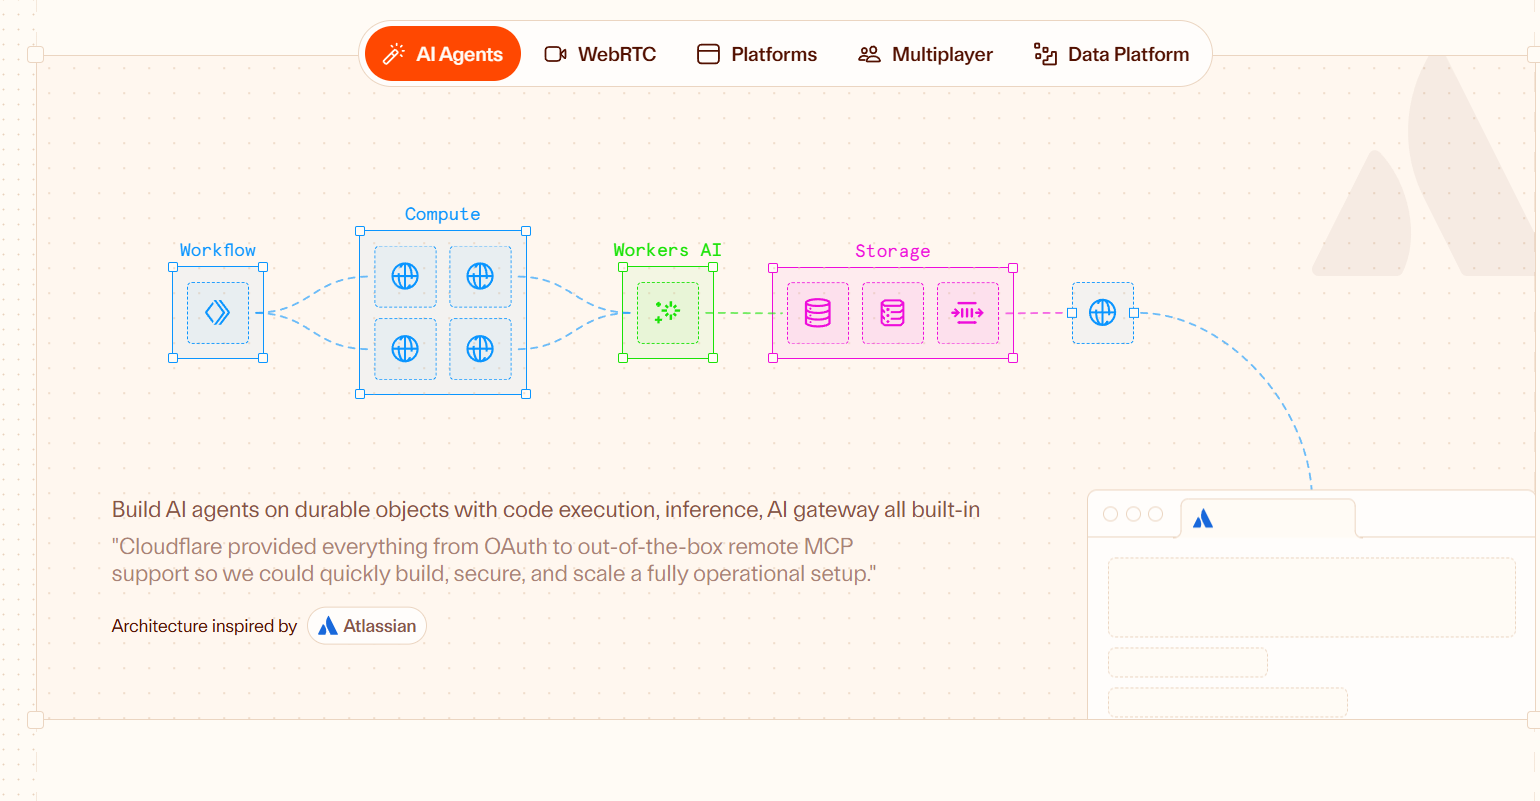 AI Agents
WebRTC
Platforms
Multiplayer
Data Platform
Compute
Workflow
Workers AI
Storage
Build AI agents on durable objects with code execution, inference, AI gateway all built-in
"Cloudflare provided everything from OAuth to out-of-the-box remote MCP
support so we could quickly build, secure, and scale a fully operational setup."
Architecture inspired by
Atlassian